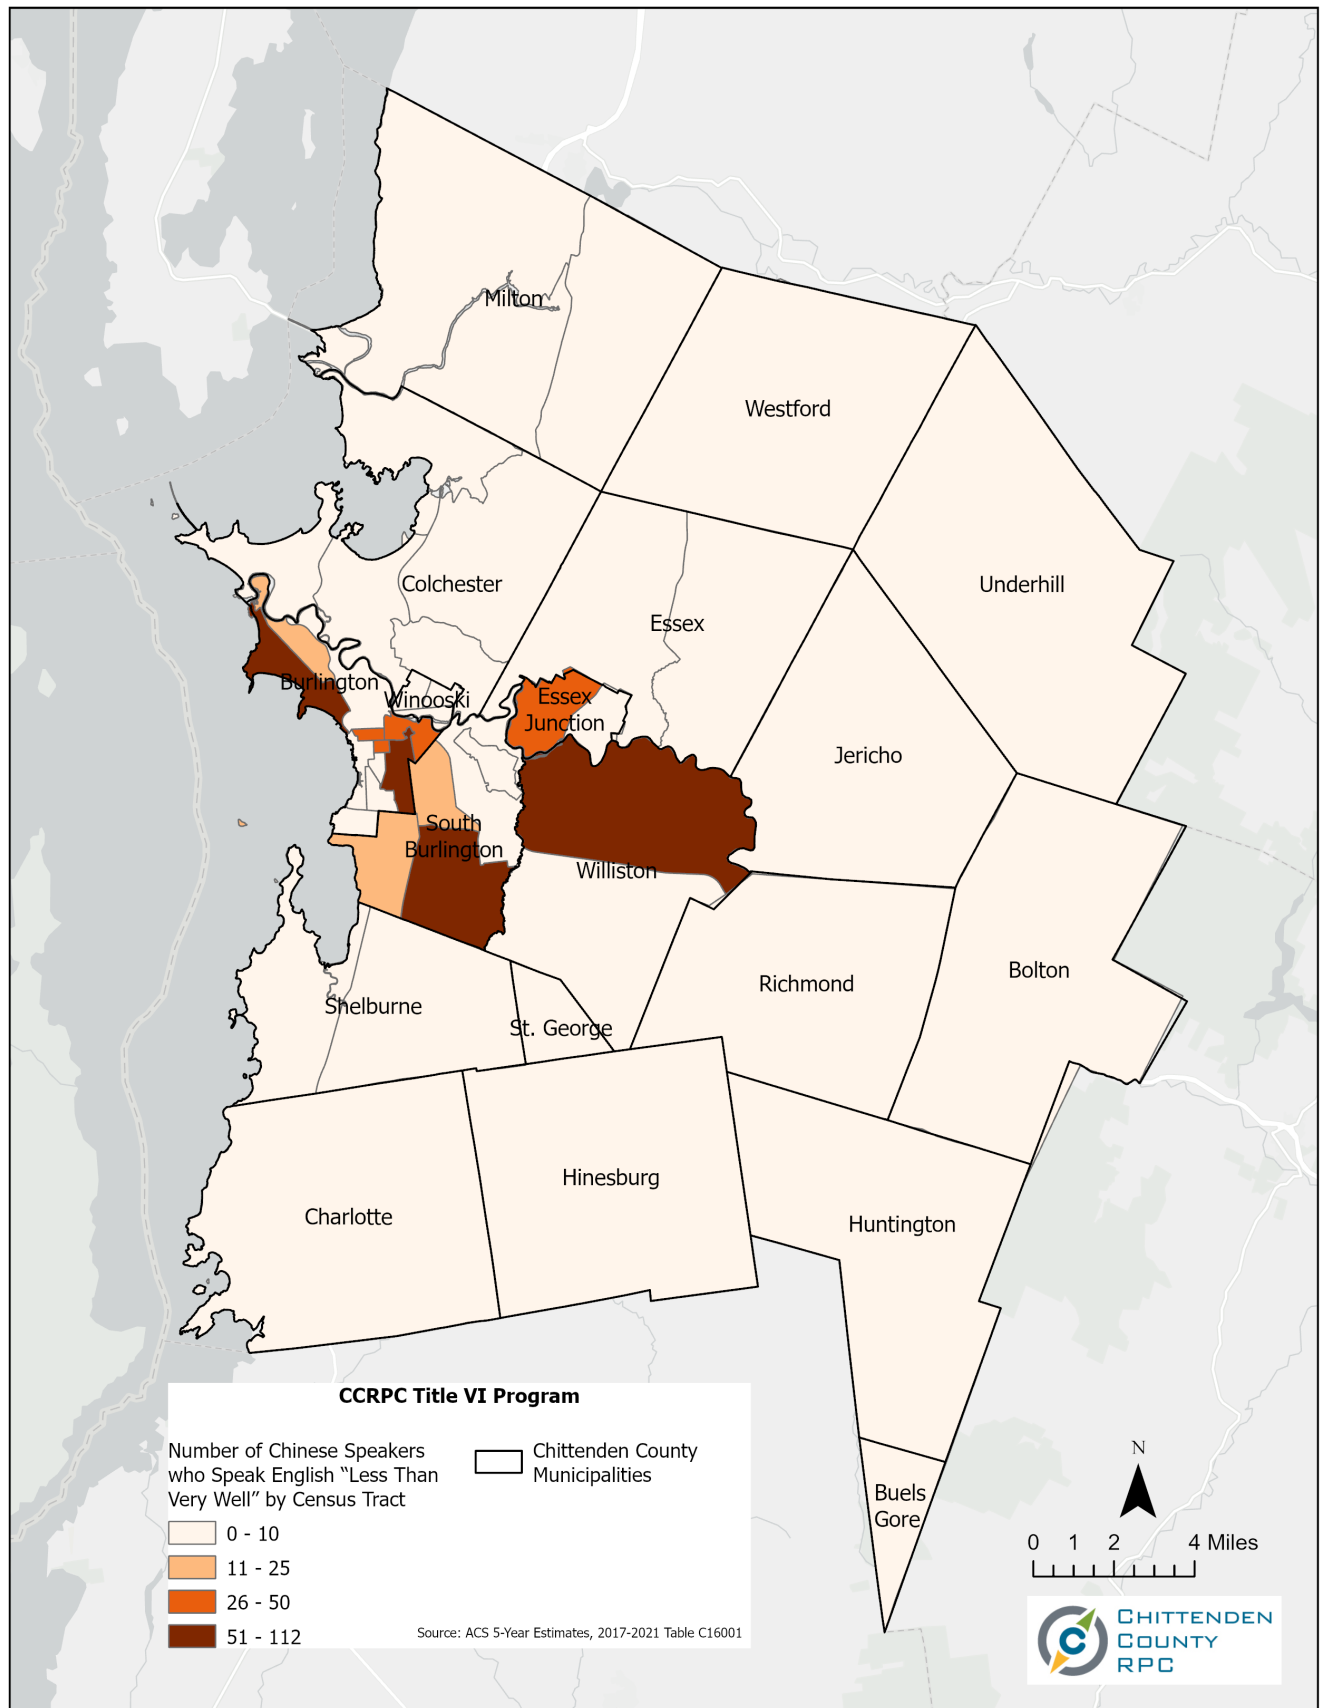 Milton
Westford
Colchester
Underhill
Essex
Burlington
Winooski
Essex
Junction
Jericho
South
Burlington
Williston
Richmond
Bolton
Shelburne
St. George
Hinesburg
Charlotte
Huntington
Buels
Gore
CCRPC Title VI Program
Number of Chinese Speakers
who Speak English “Less Than
Very Well” by Census Tract
Chittenden County
Municipalities
0 - 10
11 - 25
26 - 50
51 - 112
Source: ACS 5-Year Estimates, 2017-2021 Table C16001
N
0 1 2 4 Miles
C
CHITTENDEN
COUNTY
RPC